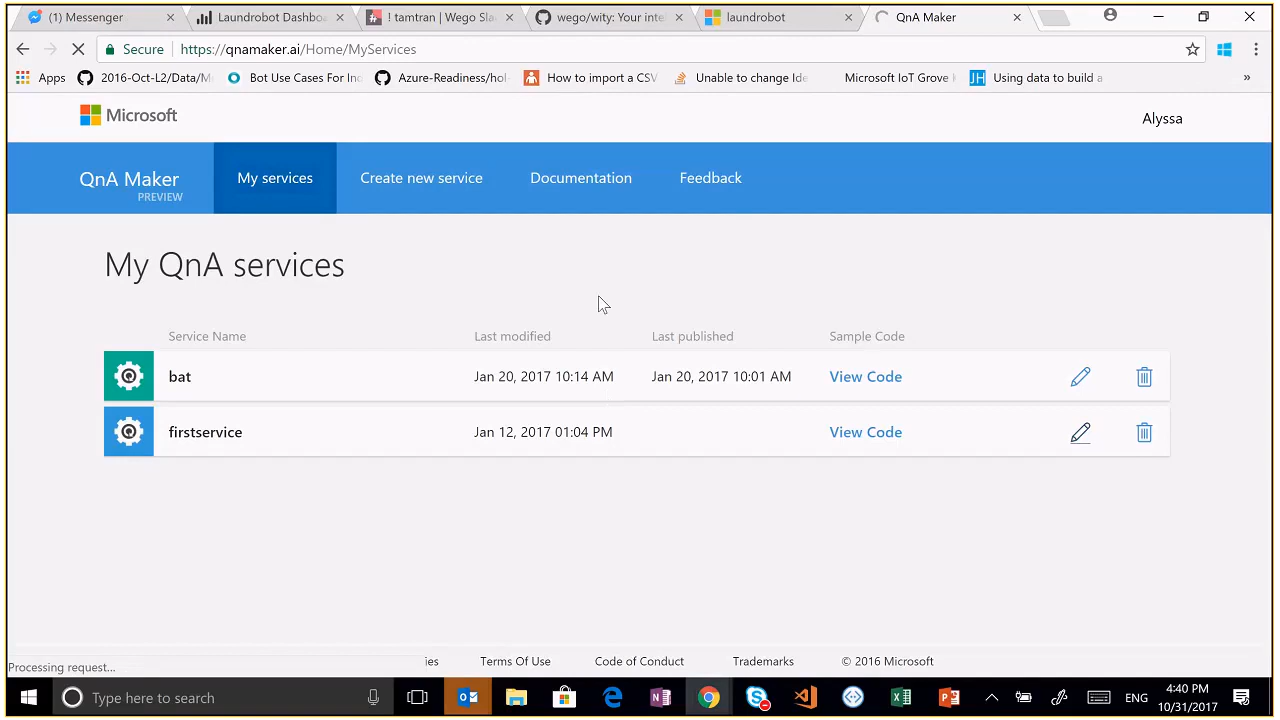 (1) Messenger
Laundrobot Dashbo
! tamtran | Wego Sla
wego/wity: Your inte
laundrobot
QnA Maker
Secure
https://qnamaker.ai/Home/MyServices
Apps
2016-Oct-L2/Data/M
Bot Use Cases For In
Azure-Readiness/hol-
How to import a CSV
Unable to change Ide
Microsoft IoT Grove
JH
Using data to build a
»
Microsoft
Alyssa
QnA Maker
PREVIEW
My services
Create new service
Documentation
Feedback
My QnA services
Service Name
Last modified
Last published
Sample Code
bat
Jan 20, 2017 10:14 AM
Jan 20, 2017 10:01 AM
View Code
firstservice
Jan 12, 2017 01:04 PM
View Code
Processing request...
ies
Terms Of Use
Code of Conduct
Trademarks
© 2016 Microsoft
Type here to search
ENG
4:40 PM
10/31/2017